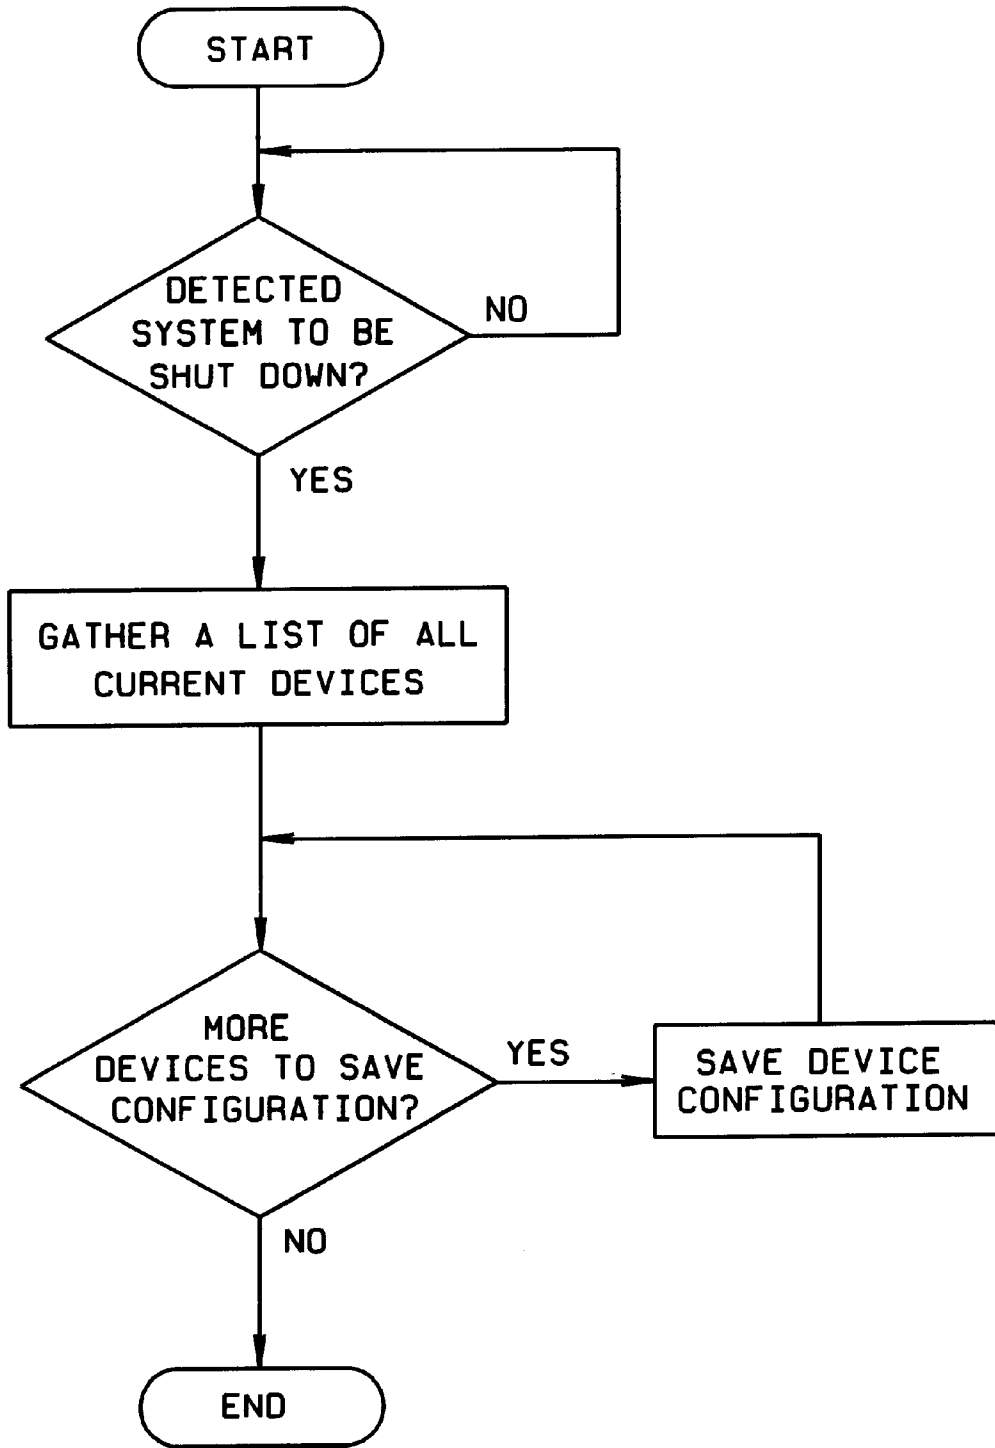 START
DETECTED
SYSTEM TO BE
SHUT DOWN?
NO
YES
GATHER A LIST OF ALL
CURRENT DEVICES
MORE
DEVICES TO SAVE
CONFIGURATION?
YES
SAVE DEVICE
CONFIGURATION
NO
END